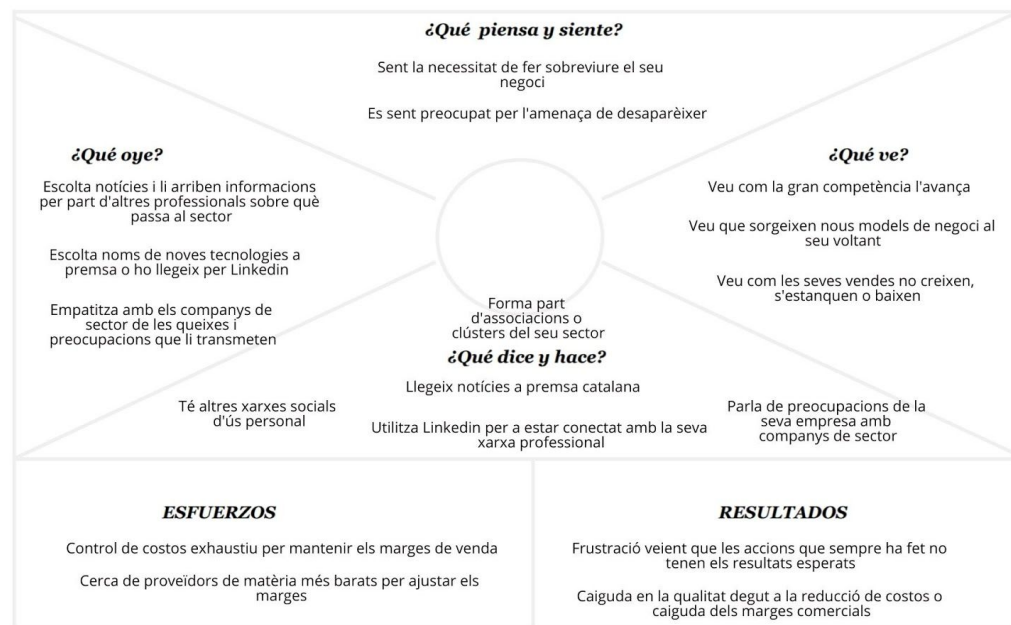 ¿Qué piensa y siente?
Sent la necessitat de fer sobreviure el seu
negoci
Es sent preocupat per l'amenaça de desaparèixer
¿Qué oye?
Escolta notícies i li arriben informacions
per part d'altres professionals sobre què
passa al sector
Escolta noms de noves tecnologies a
premsa o ho llegeix per Linkedin
Empatitza amb els companys de
sector de les queixes i
preocupacions que li transmeten
¿Qué ve?
Veu com la gran competència l'avança
Veu que sorgeixen nous models de negoci al
seu voltant
Veu com les seves vendes no creixen,
s'estanquen o baixen
Forma part
d'associacions o
clústers del seu sector
¿Qué dice y hace?
Llegeix notícies a premsa catalana
Té altres xarxes socials
d'ús personal
Utilitza Linkedin per a estar conectat amb la seva
xarxa professional
Parla de preocupacions de la
seva empresa amb
companys de sector
ESFUERZOS
Control de costos exhaustiu per mantenir els marges de venda
Cerca de proveïdors de matèria més barats per ajustar els
marges
RESULTADOS
Frustració veient que les accions que sempre ha fet no
tenen els resultats esperats
Caiguda en la qualitat degut a la reducció de costos o
caiguda dels marges comercials